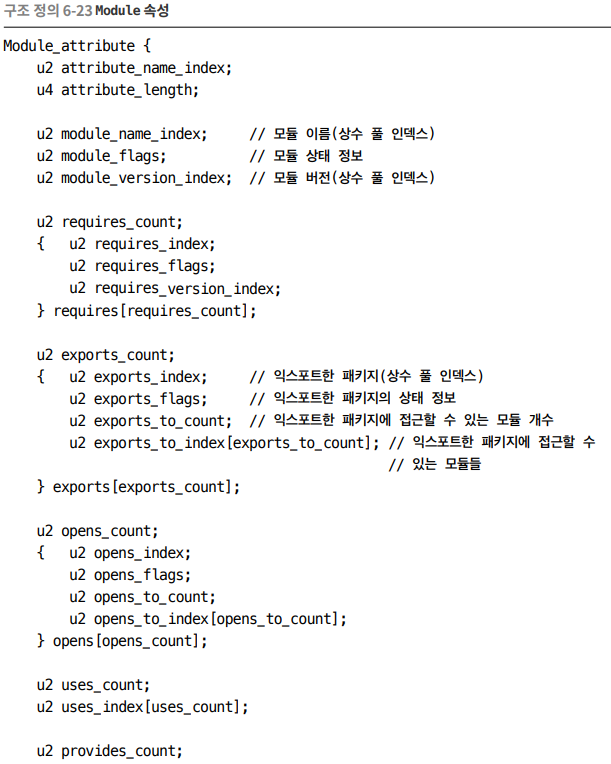 구조 정의 6-23 Module 속성
Module_attribute {
    u2 attribute_name_index;
    u4 attribute_length;

    u2 module_name_index;     // 모듈 이름(상수 풀 인덱스)
    u2 module_flags;          // 모듈 상태 정보
    u2 module_version_index;  // 모듈 버전(상수 풀 인덱스)

    u2 requires_count;
    {   u2 requires_index;
        u2 requires_flags;
        u2 requires_version_index;
    } requires[requires_count];

    u2 exports_count;
    {   u2 exports_index;     // 익스포트한 패키지(상수 풀 인덱스)
        u2 exports_flags;     // 익스포트한 패키지의 상태 정보
        u2 exports_to_count;  // 익스포트한 패키지에 접근할 수 있는 모듈 개수
        u2 exports_to_index[exports_to_count]; // 익스포트한 패키지에 접근할 수
                                               // 있는 모듈들
    } exports[exports_count];

    u2 opens_count;
    {   u2 opens_index;
        u2 opens_flags;
        u2 opens_to_count;
        u2 opens_to_index[opens_to_count];
    } opens[opens_count];

    u2 uses_count;
    u2 uses_index[uses_count];

    u2 provides_count;